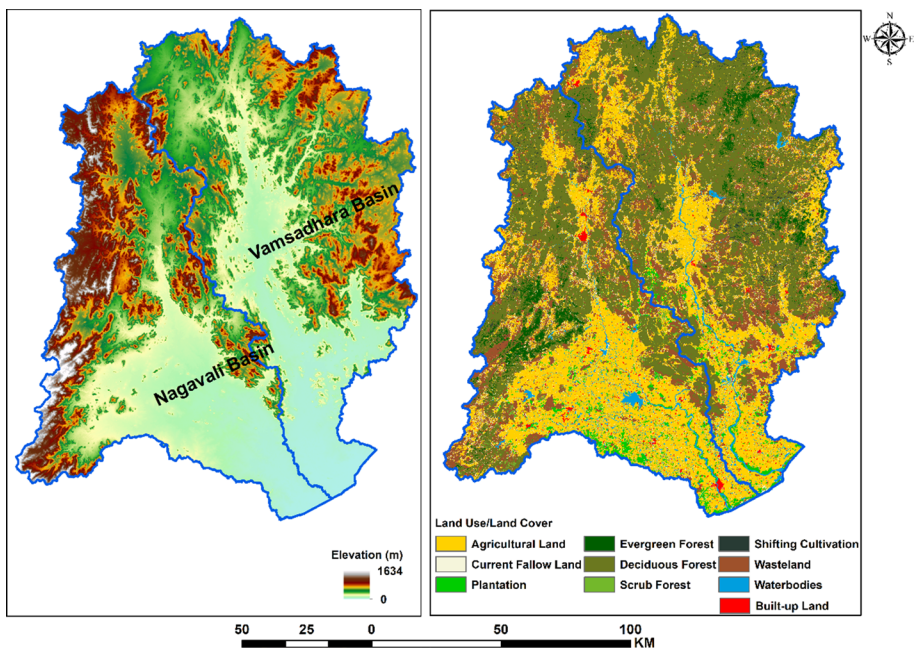 N
W E
S
Vamsadhara Basin
Nagavali Basin
Elevation (m)
1634
0
Land Use/Land Cover
Agricultural Land
Evergreen Forest
Shifting Cultivation
Current Fallow Land
Deciduous Forest
Wasteland
Plantation
Scrub Forest
Waterbodies
Built-up Land
50 25 0 50 100
KM